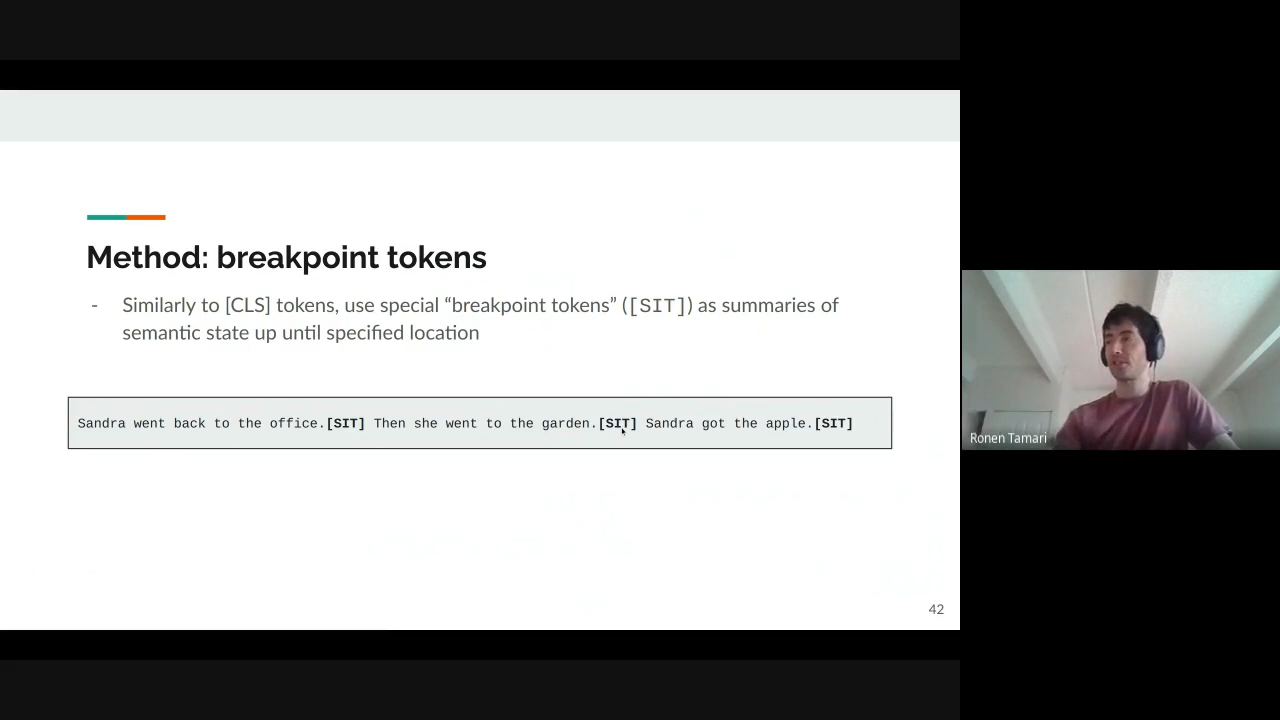 Method: breakpoint tokens
- Similarly to [CLS] tokens, use special “breakpoint tokens” ([SIT]) as summaries of
semantic state up until specified location
Sandra went back to the office.[SIT] Then she went to the garden.[SIT] Sandra got the apple.[SIT]
42
Ronen Tamari